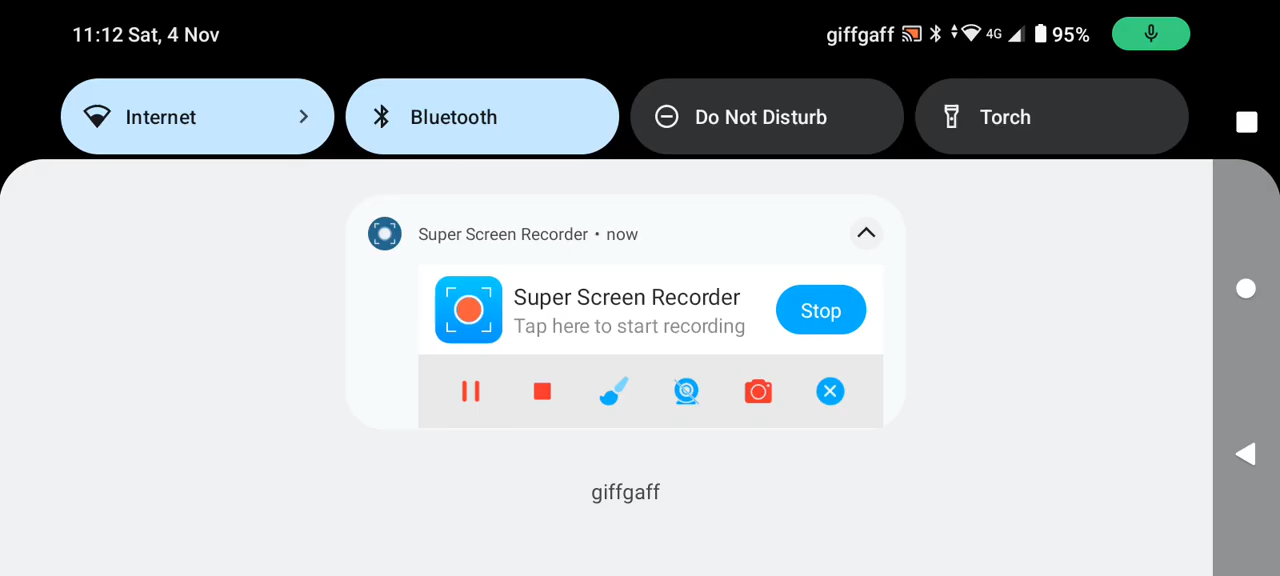 11:12 Sat, 4 Nov
giffgaff 4G 95%
Internet
Bluetooth
Do Not Disturb
Torch
Super Screen Recorder • now
Super Screen Recorder
Tap here to start recording
Stop
giffgaff